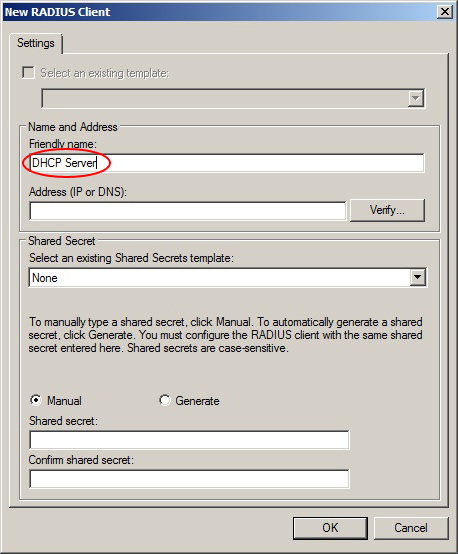 New RADIUS Client
Settings
Select an existing template:
Name and Address
Friendly name:
DHCP Server
Address (IP or DNS):
Verify...
Shared Secret
Select an existing Shared Secrets template:
None
To manually type a shared secret, click Manual. To automatically generate a shared
secret, click Generate. You must configure the RADIUS client with the same shared
secret entered here. Shared secrets are case-sensitive.
Manual Generate
Shared secret:
Confirm shared secret:
OK Cancel